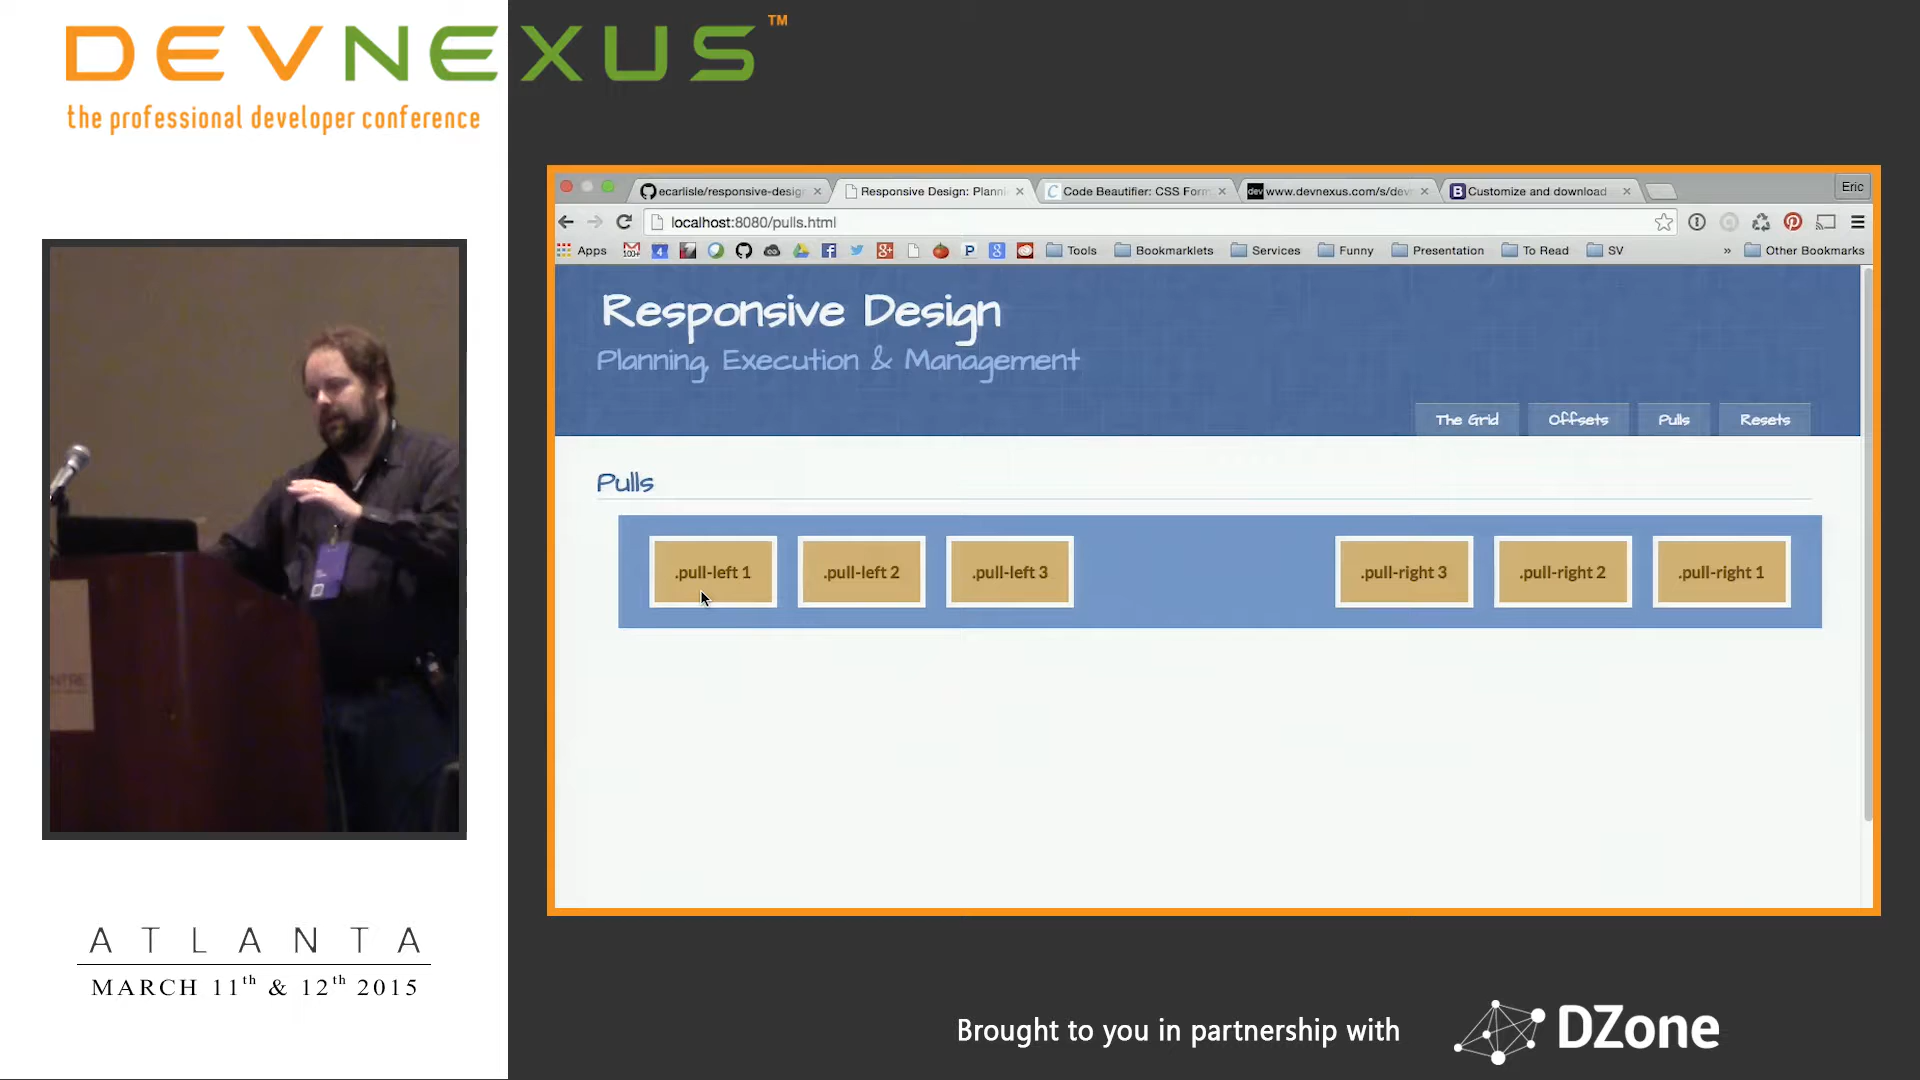 DEVNEXUS™
the professional developer conference
ecarlisle/responsive-desig
Responsive Design: Planni
Code Beautifier: CSS Form
www.devnexus.com/s/dev
Customize and download
Eric
localhost:8080/pulls.html
Apps
Tools
Bookmarklets
Services
Funny
Presentation
To Read
SV
»
Other Bookmarks
Responsive Design
Planning, Execution & Management
The Grid
Offsets
Pulls
Resets
Pulls
.pull-left 1
.pull-left 2
.pull-left 3
.pull-right 3
.pull-right 2
.pull-right 1
NTRE
ATLANTA
MARCH 11th & 12th 2015
Brought to you in partnership with
DZone